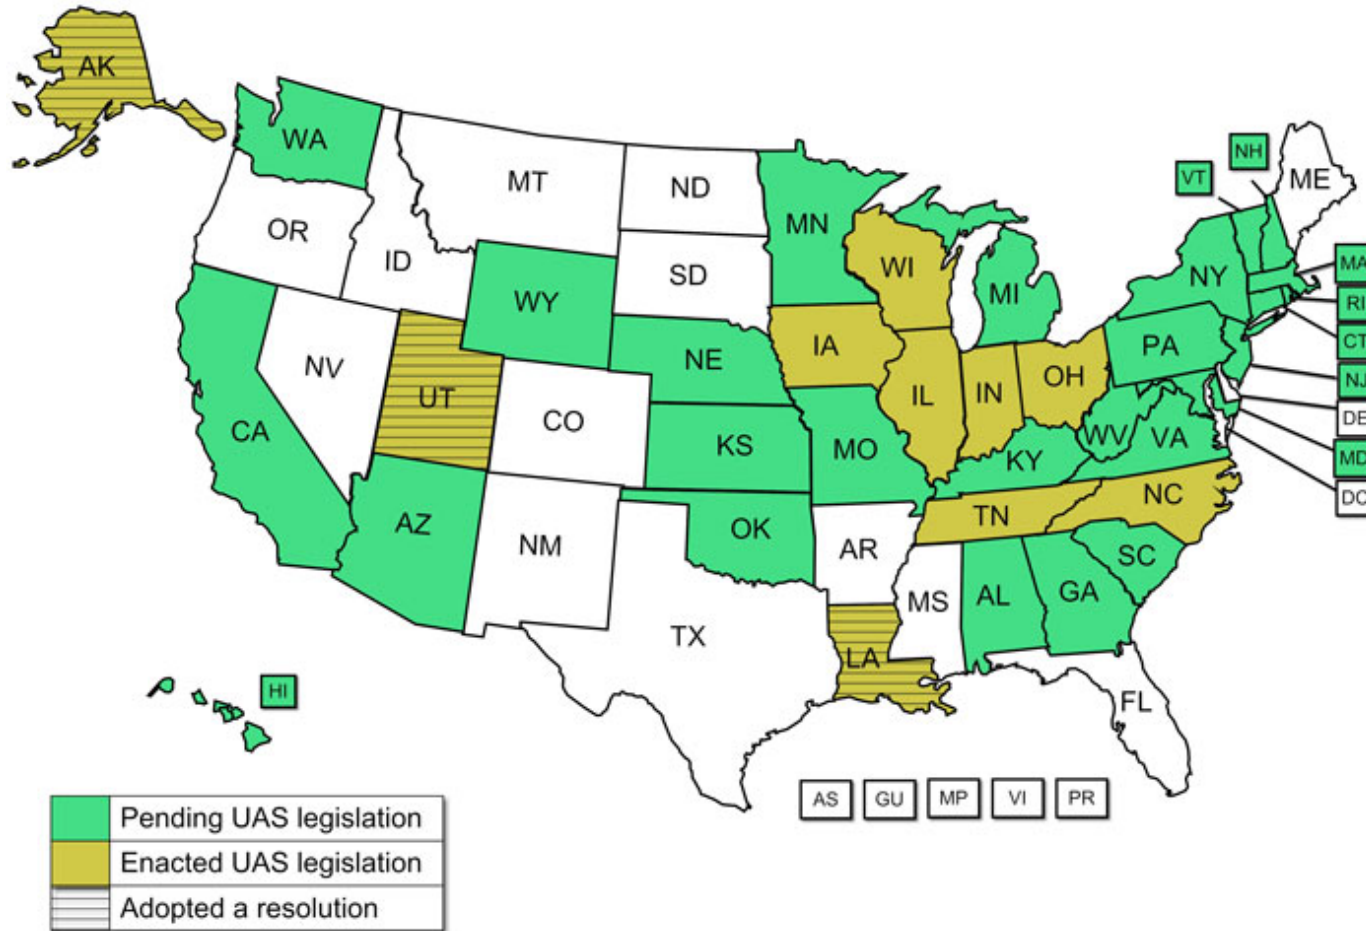 AK
WA
MT
ND
MN
VT
NH
ME
OR
ID
SD
WI
MI
NY
MA
WY
RI
CT
NV
UT
NE
IA
PA
NJ
CO
IL
IN
OH
DE
CA
KS
MO
KY
WV
VA
MD
DC
AZ
NM
OK
AR
TN
NC
SC
TX
LA
MS
AL
GA
FL
HI
AS
GU
MP
VI
PR
Pending UAS legislation
Enacted UAS legislation
Adopted a resolution